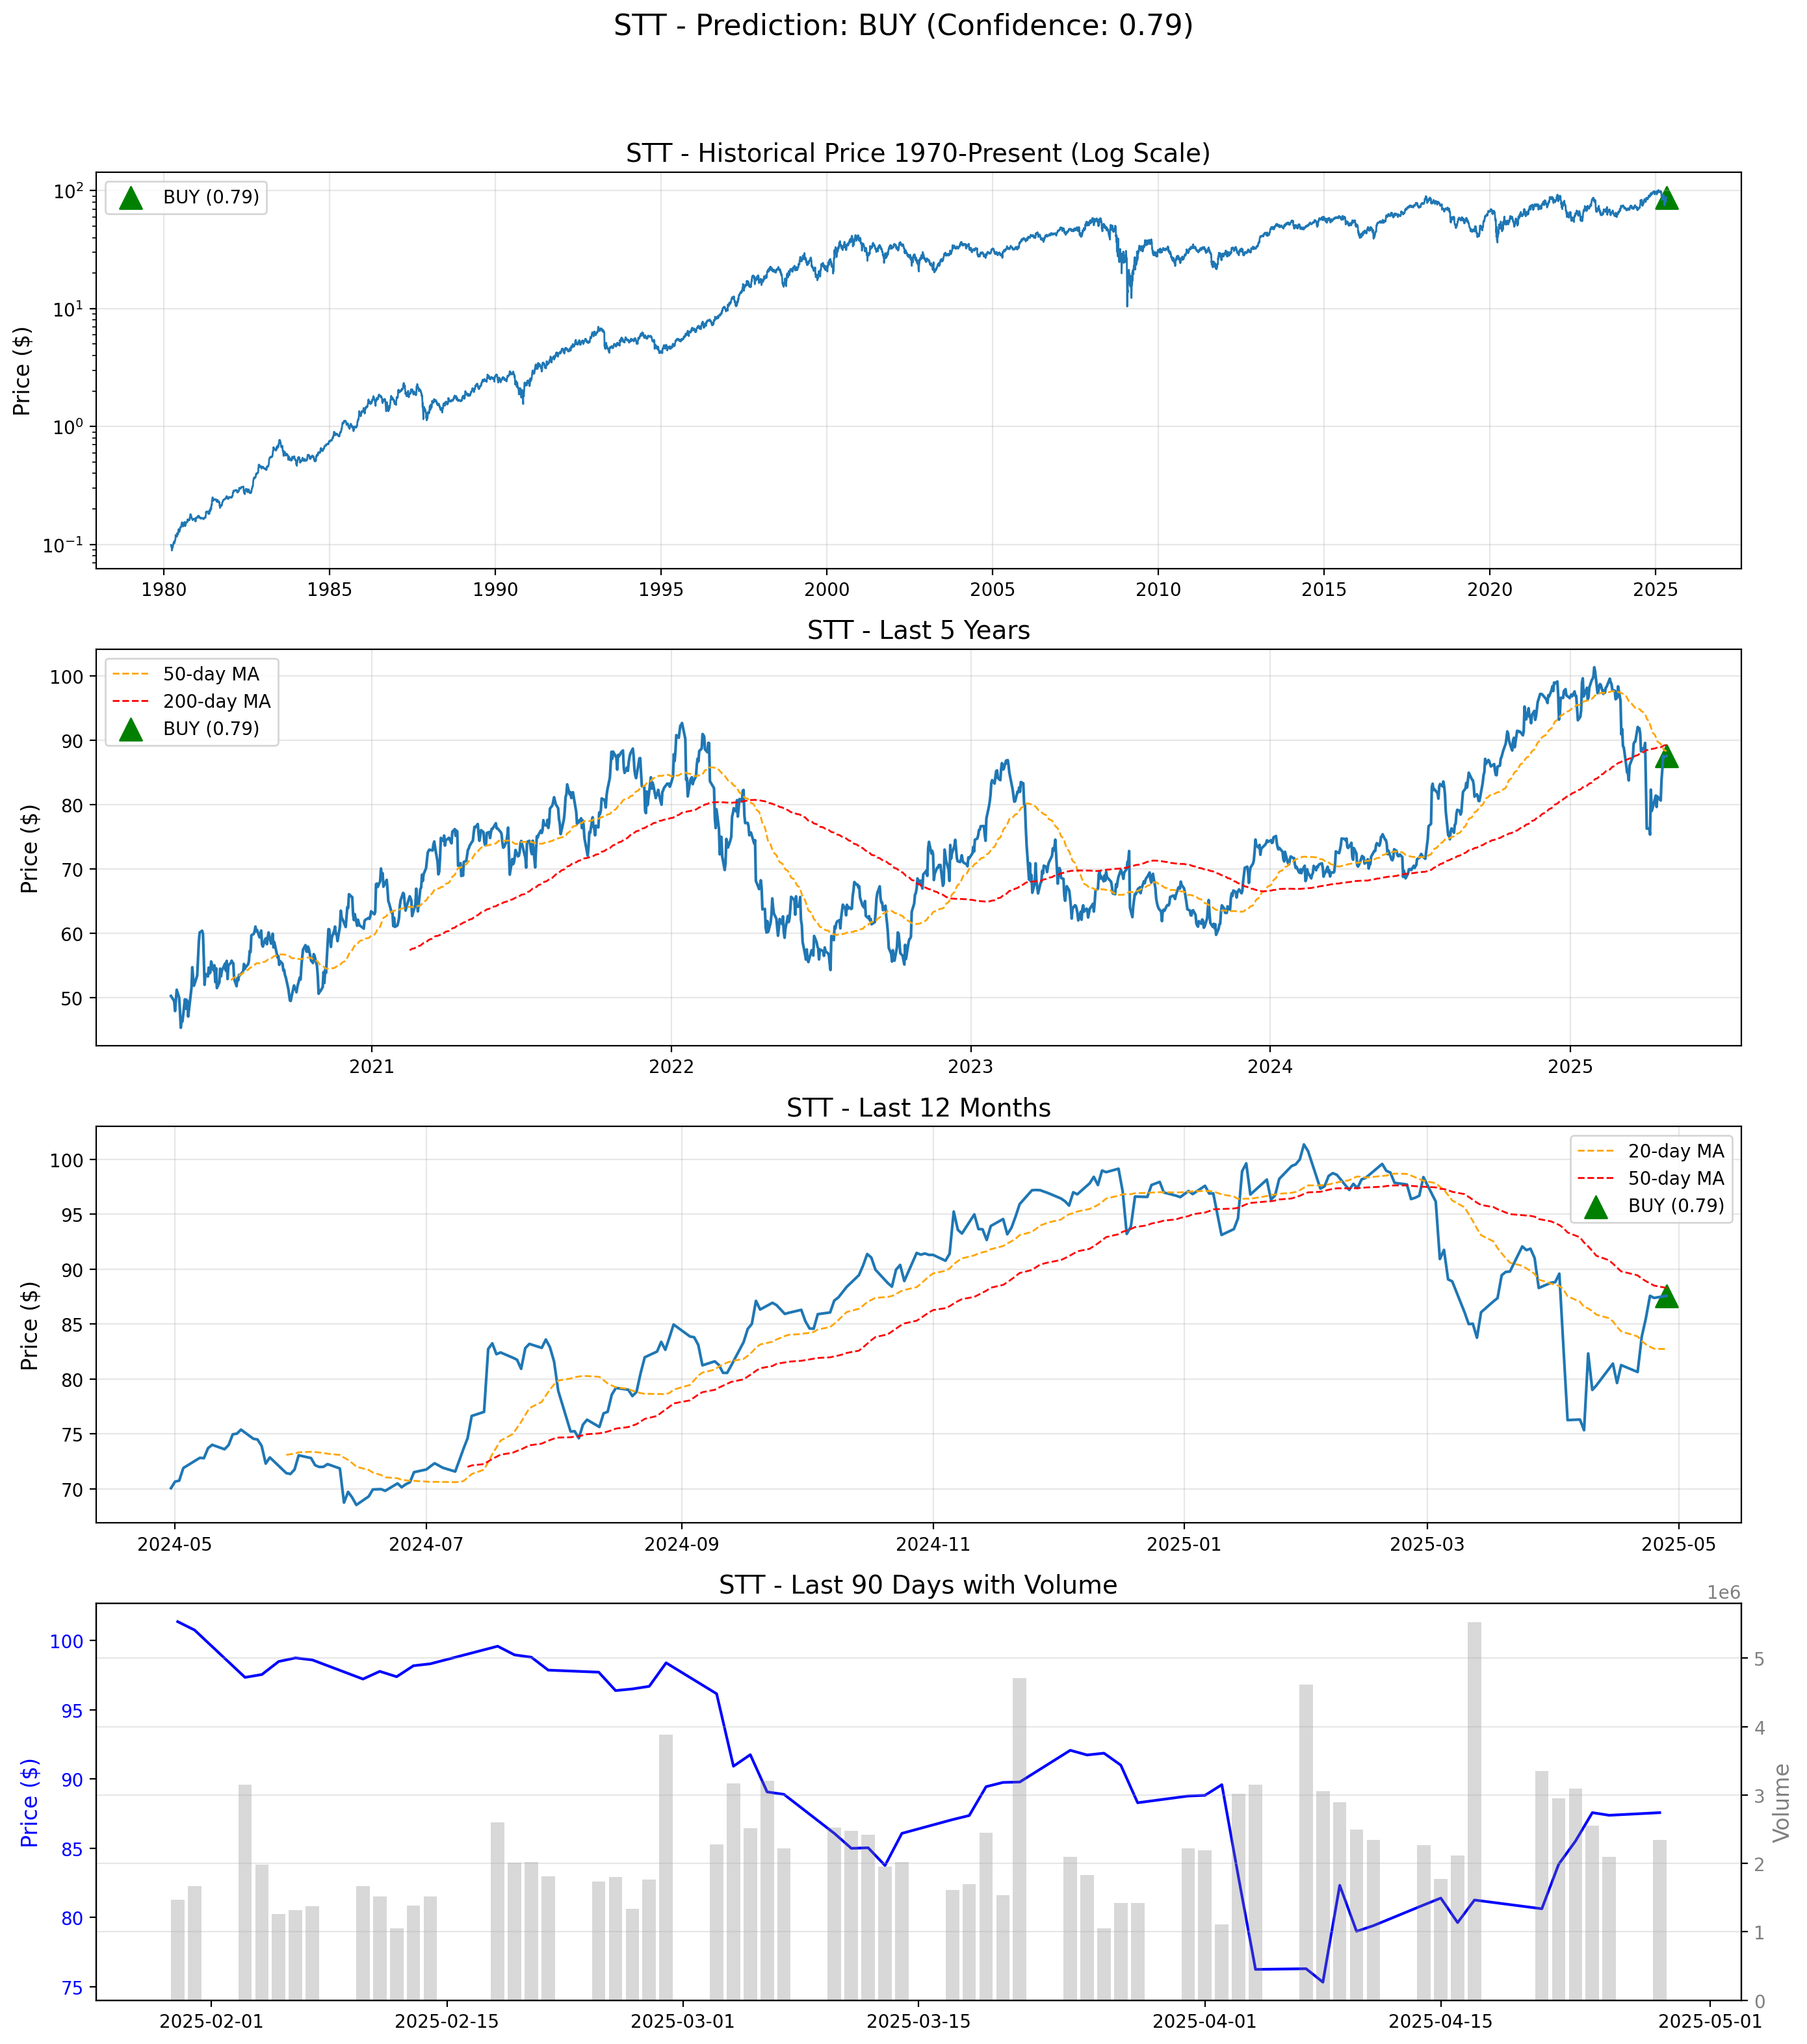 STT - Prediction: BUY (Confidence: 0.79)
STT - Historical Price 1970-Present (Log Scale)
BUY (0.79)
Price ($)
10²
10¹
10⁰
10⁻¹
1980 1985 1990 1995 2000 2005 2010 2015 2020 2025
STT - Last 5 Years
50-day MA
200-day MA
BUY (0.79)
Price ($)
100
90
80
70
60
50
2021 2022 2023 2024 2025
STT - Last 12 Months
20-day MA
50-day MA
BUY (0.79)
Price ($)
100
95
90
85
80
75
70
2024-05 2024-07 2024-09 2024-11 2025-01 2025-03 2025-05
STT - Last 90 Days with Volume
1e6
Price ($)
100
95
90
85
80
75
5
4
3
2
1
0
Volume
2025-02-01 2025-02-15 2025-03-01 2025-03-15 2025-04-01 2025-04-15 2025-05-01